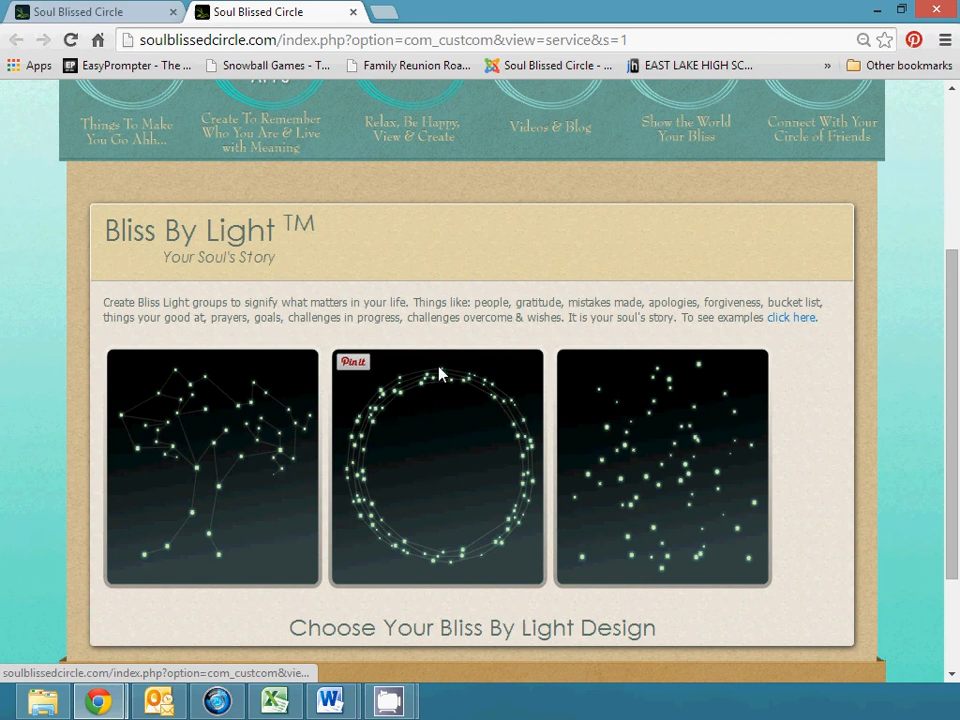 Soul Blissed Circle
Soul Blissed Circle
soulblissedcircle.com/index.php?option=com_custcom&view=service&s=1
Apps
EasyPrompter - The ...
Snowball Games - T...
Family Reunion Roa...
Soul Blissed Circle - ...
EAST LAKE HIGH SC...
»
Other bookmarks
Things To Make
You Go Ahh...
Create To Remember
Who You Are & Live
with Meaning
Relax, Be Happy,
View & Create
Videos & Blog
Show the World
Your Bliss
Connect With Your
Circle of Friends
Bliss By Light TM
Your Soul's Story
Create Bliss Light groups to signify what matters in your life. Things like: people, gratitude, mistakes made, apologies, forgiveness, bucket list,
things your good at, prayers, goals, challenges in progress, challenges overcome & wishes. It is your soul's story. To see examples click here.
Pin it
Choose Your Bliss By Light Design
soulblissedcircle.com/index.php?option=com_custcom&vie...